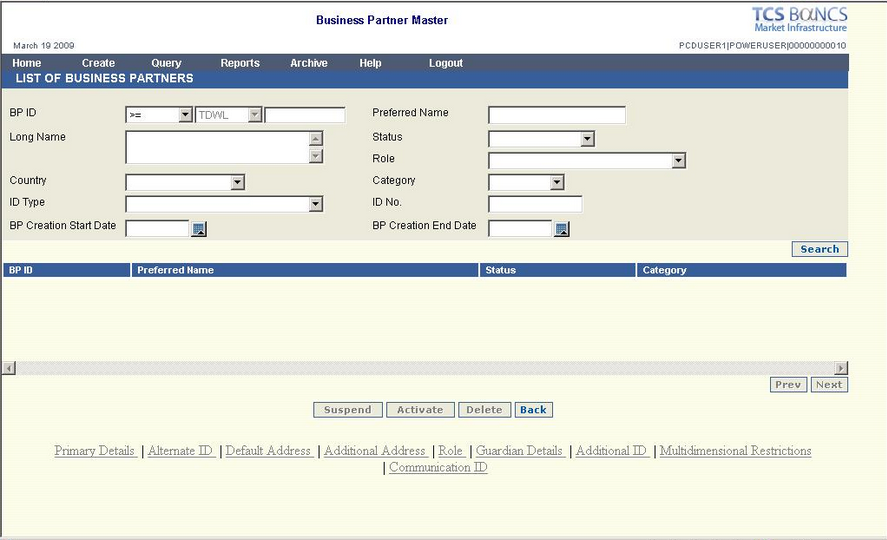 Business Partner Master
TCS BαNCS
Market Infrastructure
March 19 2009
PCDUSER1|POWERUSER|00000000010
Home Create Query Reports Archive Help Logout
LIST OF BUSINESS PARTNERS
BP ID >= TDWL Preferred Name
Long Name Status
Role
Country Category
ID Type ID No.
BP Creation Start Date BP Creation End Date
Search
BP ID Preferred Name Status Category
Prev Next
Suspend Activate Delete Back
Primary Details | Alternate ID | Default Address | Additional Address | Role | Guardian Details | Additional ID | Multidimensional Restrictions
| Communication ID